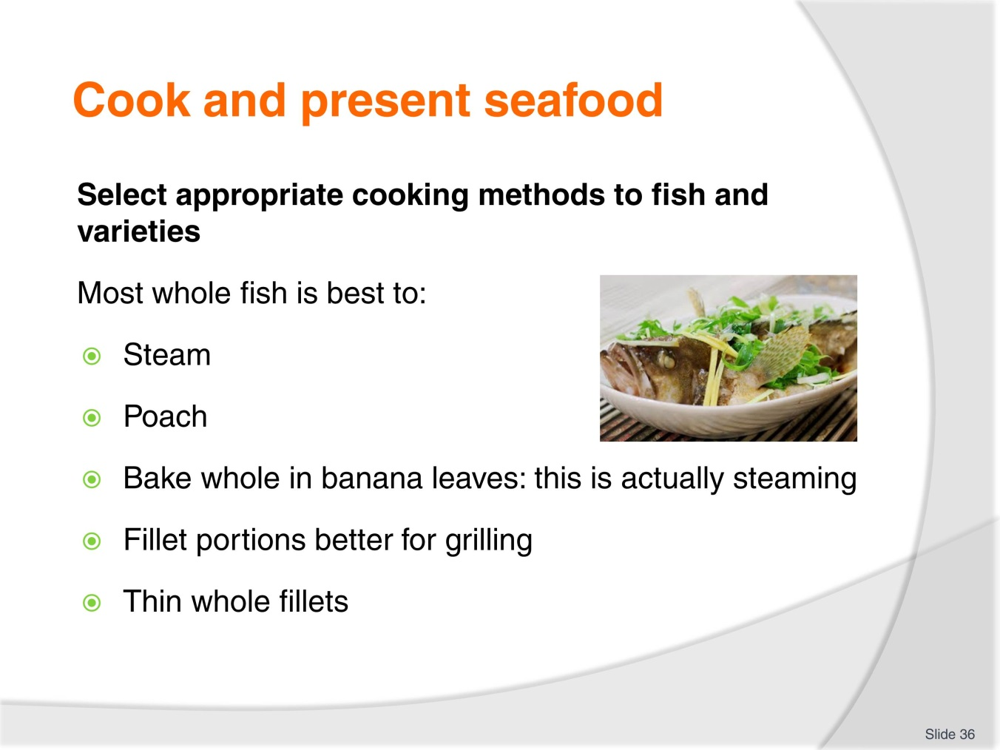 Cook and present seafood
Select appropriate cooking methods to fish and
varieties
Most whole fish is best to:
Steam
Poach
Bake whole in banana leaves: this is actually steaming
Fillet portions better for grilling
Thin whole fillets
Slide 36